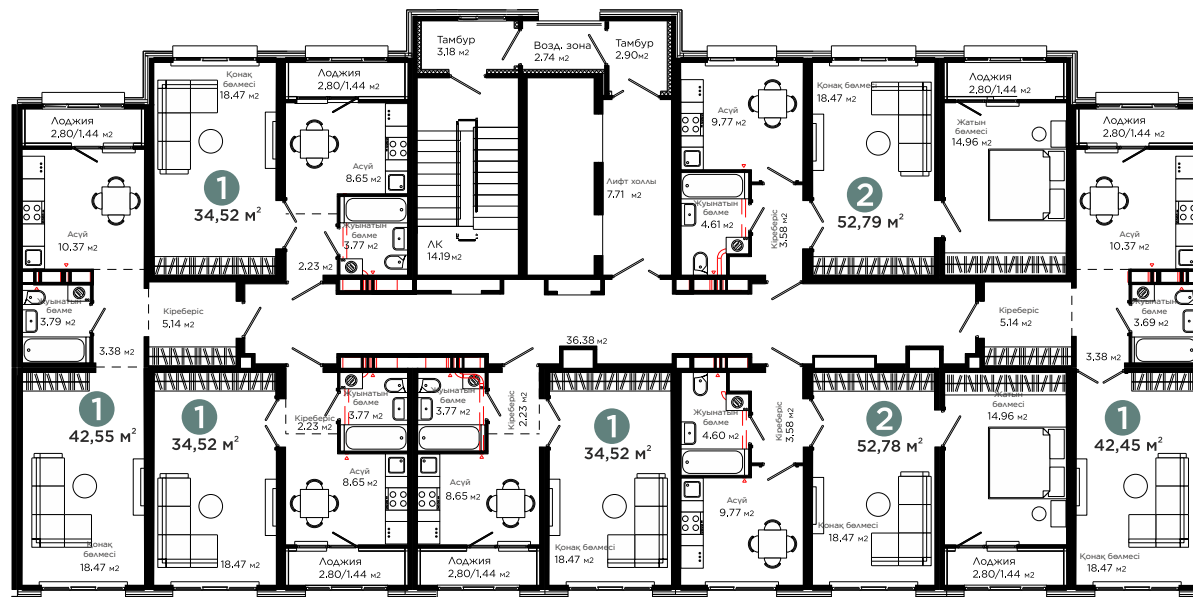 Тамбур
3,18 м2
Возд. зона
2.74 м2
Тамбур
2.90м2
Лоджия
2.80/1.44 м2
Қонақ
бөлмесі
18.47 м2
1
34,52 м²
Лоджия
2.80/1.44 м2
Асүй
8.65 м2
Жуынатын
бөлме
3.77 м2
2.23 м2
ЛК
14.19м2
Лифт холлы
7.71 м2
Асүй
9.77 м2
Жуынатын
бөлме
4.61 м2
Кіреберіс
3.58 м2
Қонақ бөлмесі
18.47 м2
2
52,79 м²
Лоджия
2.80/1.44 м2
Жатын
бөлмесі
14.96 м2
Лоджия
2.80/1.44 м2
Асүй
10.37 м2
Асүй
10.37 м2
Жуынатын
бөлме
3.79 м2
3.38 м2
Кіреберіс
5.14 м2
36.38 м2
Кіреберіс
5.14 м2
Жуынатын
бөлме
3.69 м2
3,38 м2
1
42,55 м²
Қонақ
бөлмесі
18.47 м2
1
34,52 м²
18.47 м2
Кіреберіс
2.23 м2
Жуынатын
бөлме
3.77 м2
Асүй
8.65 м2
Лоджия
2.80/1.44 м2
Жуынатын
бөлме
3.77 м2
Кіреберіс
2.23 м2
Асүй
8.65 м2
Лоджия
2,80/1.44 м2
1
34,52 м²
Қонақ бөлмесі
18.47 м2
Жуынатын
бөлме
4.60 м2
Кіреберіс
3.58 м2
Асүй
9.77 м2
2
52,78 м²
Қонақ бөлмесі
18.47 м2
Жатын
бөлмесі
14.96 м2
Лоджия
2.80/1.44 м2
1
42,45 м²
Қонақ бөлмесі
18.47 м2